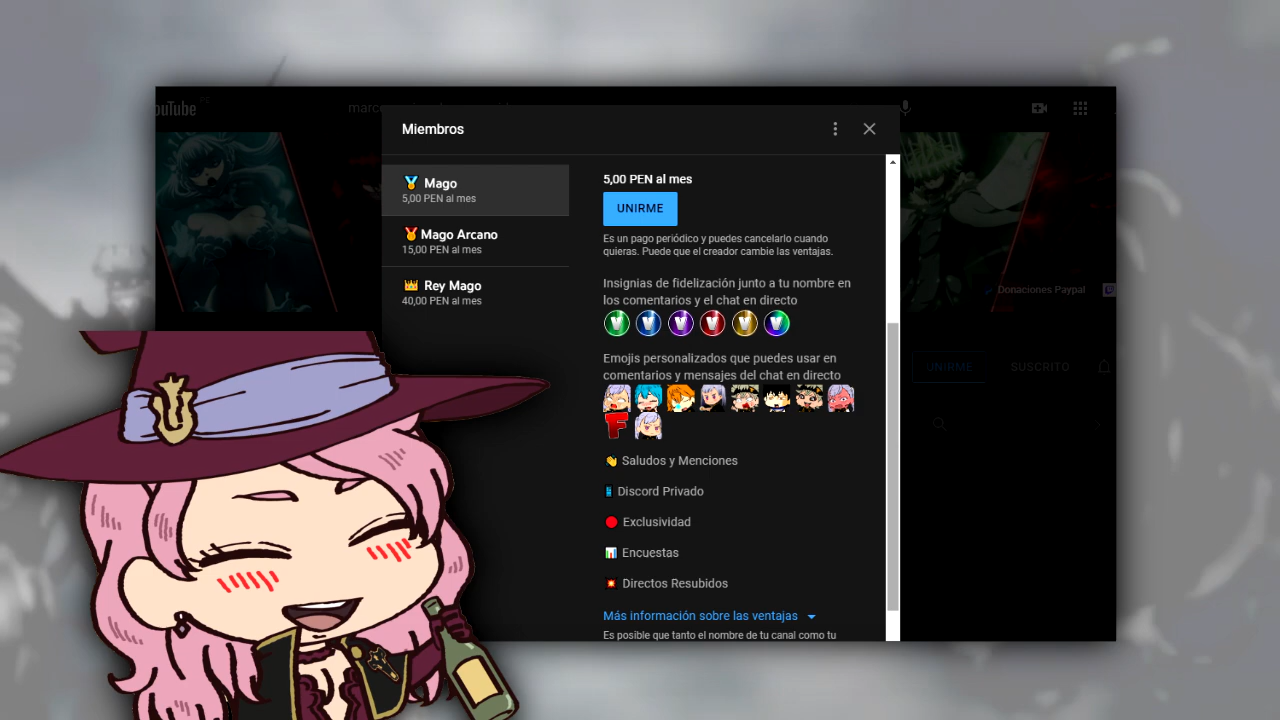 ouTube
Miembros
Mago
5,00 PEN al mes
Mago Arcano
15,00 PEN al mes
Rey Mago
40,00 PEN al mes
5,00 PEN al mes
UNIRME
Es un pago periódico y puedes cancelarlo cuando
quieras. Puede que el creador cambie las ventajas.
Insignias de fidelización junto a tu nombre en
los comentarios y el chat en directo
V V V V V V
Emojis personalizados que puedes usar en
comentarios y mensajes del chat en directo
F
Saludos y Menciones
Discord Privado
Exclusividad
Encuestas
Directos Resubidos
Más información sobre las ventajas
Es posible que tanto el nombre de tu canal como tu
Donaciones Paypal
UNIRME
SUSCRITO